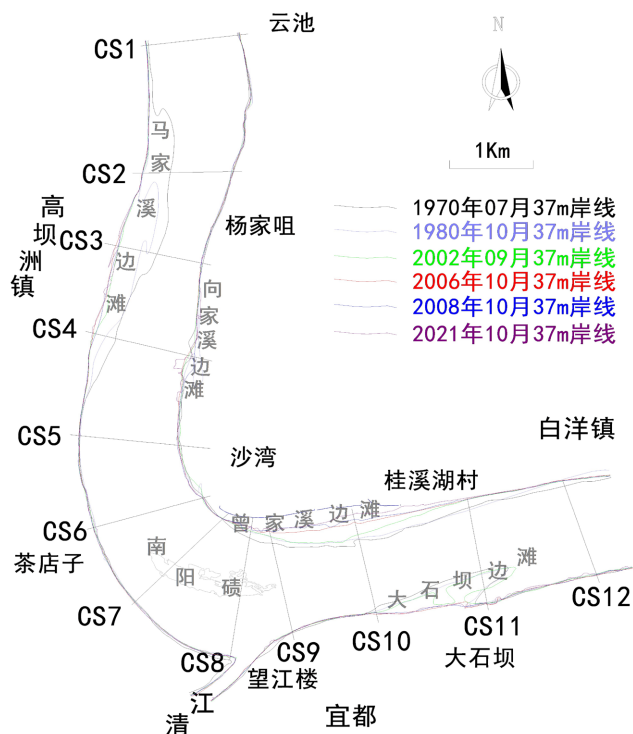 云池
N
CS1
1Km
马家溪边滩
CS2
高坝洲镇
1970年07月37m岸线
1980年10月37m岸线
2002年09月37m岸线
2006年10月37m岸线
2008年10月37m岸线
2021年10月37m岸线
杨家咀
CS3
向家溪边滩
CS4
CS5
沙湾
白洋镇
桂溪湖村
曾家溪边滩
CS6
茶店子
南阳碛
大石坝边滩
CS7
CS8
CS9
CS10
CS11
CS12
望江楼
大石坝
清江
宜都